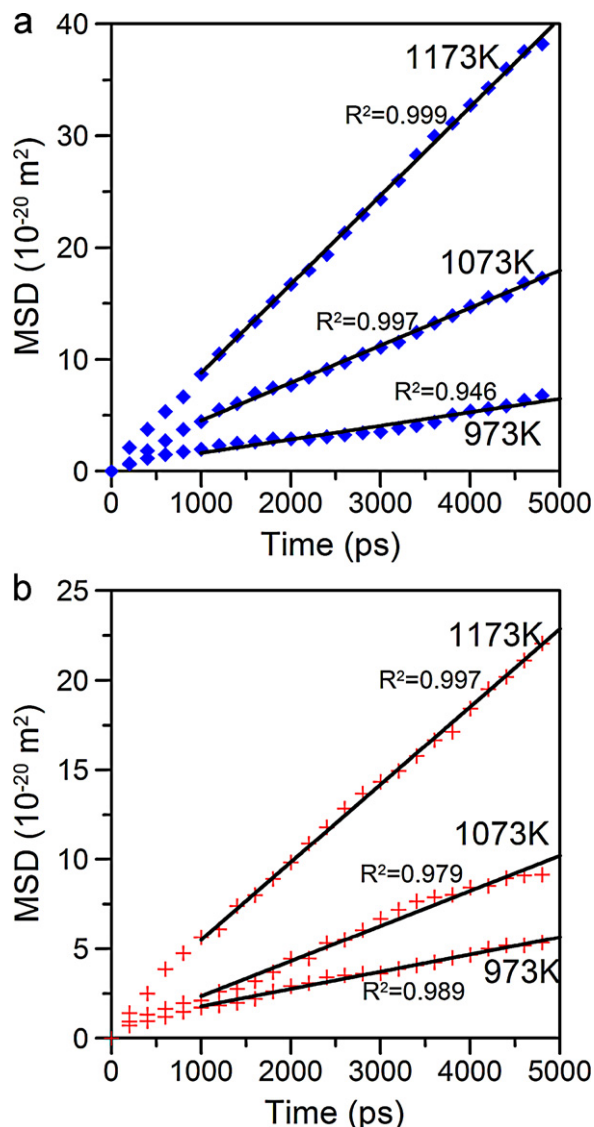 a
40
30
20
10
0
MSD (10⁻²⁰ m²)
1173K
R²=0.999
1073K
R²=0.997
R²=0.946
973K
0 1000 2000 3000 4000 5000
Time (ps)
b
25
20
15
10
5
0
MSD (10⁻²⁰ m²)
1173K
R²=0.997
1073K
R²=0.979
973K
R²=0.989
0 1000 2000 3000 4000 5000
Time (ps)